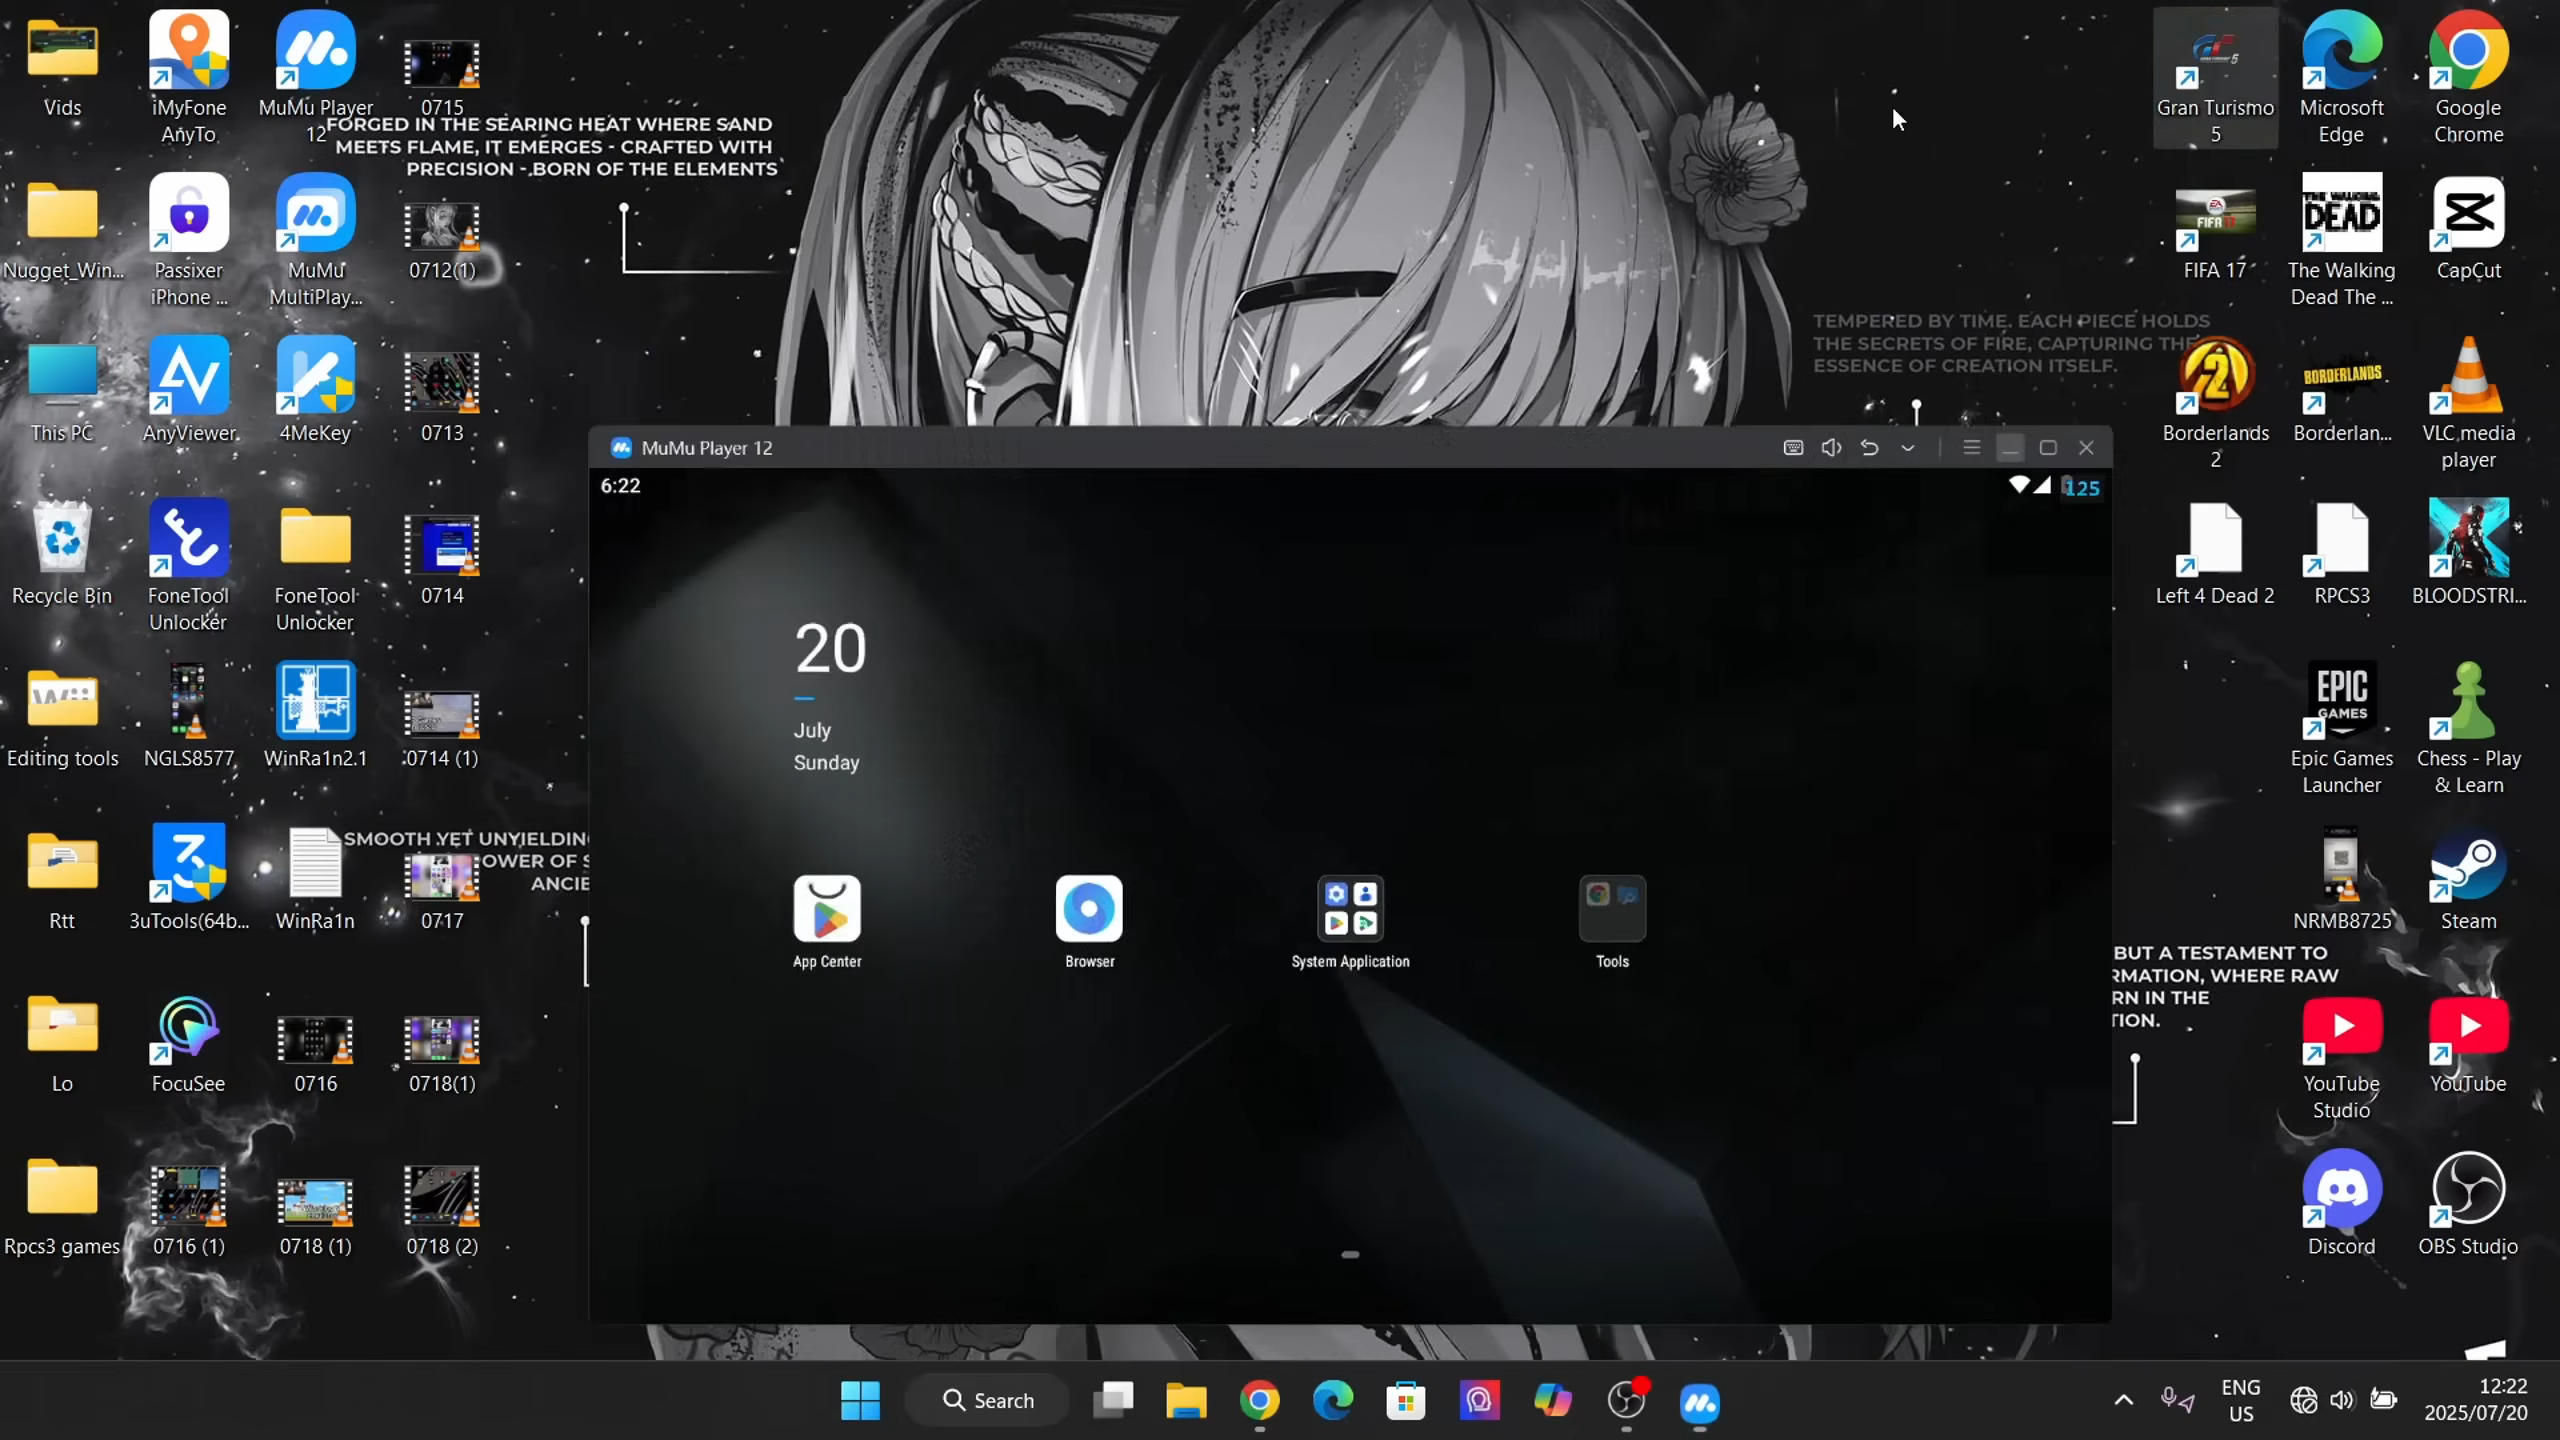 Vids
iMyFone
AnyTo
MuMu Player
12
0715
FORGED IN THE SEARING HEAT WHERE SAND
MEETS FLAME, IT EMERGES - CRAFTED WITH
PRECISION - BORN OF THE ELEMENTS
Gran Turismo
5
Microsoft
Edge
Google
Chrome
Nugget_Win...
Passixer
iPhone ...
MuMu
MultiPlay...
0712(1)
FIFA 17
The Walking
Dead The ...
CapCut
TEMPERED BY TIME. EACH PIECE HOLDS
THE SECRETS OF FIRE, CAPTURING THE
ESSENCE OF CREATION ITSELF.
This PC
AnyViewer
4MeKey
0713
Borderlands
2
Borderlan...
VLC media
player
MuMu Player 12
6:22
125
Recycle Bin
FoneTool
Unlocker
FoneTool
Unlocker
0714
Left 4 Dead 2
RPCS3
BLOODSTRI...
20
July
Sunday
Editing tools
NGLS8577
WinRa1n2.1
0714 (1)
EPIC
GAMES
Epic Games
Launcher
Chess - Play
& Learn
SMOOTH YET UNYIELDING
OWER OF S
ANCIE
Rtt
3uTools(64b...
WinRa1n
0717
NRMB8725
Steam
App Center
Browser
System Application
Tools
BUT A TESTAMENT TO
RMATION, WHERE RAW
RN IN THE
TION.
Lo
FocuSee
0716
0718(1)
YouTube
Studio
YouTube
Rpcs3 games
0716 (1)
0718 (1)
0718 (2)
Discord
OBS Studio
Search
ENG
US
12:22
2025/07/20